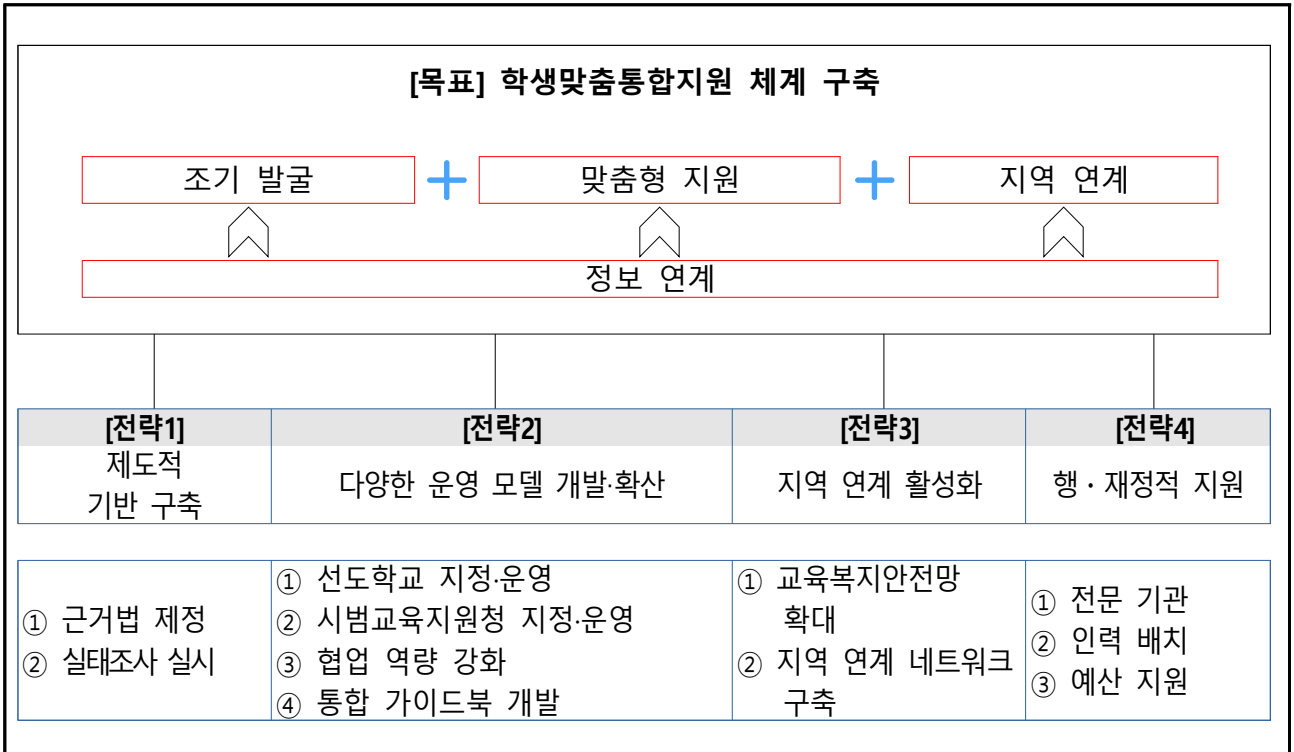 [목표] 학생맞춤통합지원 체계 구축
조기 발굴
맞춤형 지원
지역 연계
정보 연계
[전략1]
제도적
기반 구축
[전략2]
다양한 운영 모델 개발·확산
[전략3]
지역 연계 활성화
[전략4]
행·재정적 지원
① 근거법 제정
② 실태조사 실시
① 선도학교 지정·운영
② 시범교육지원청 지정·운영
③ 협업 역량 강화
④ 통합 가이드북 개발
① 교육복지안전망
확대
② 지역 연계 네트워크
구축
① 전문 기관
② 인력 배치
③ 예산 지원